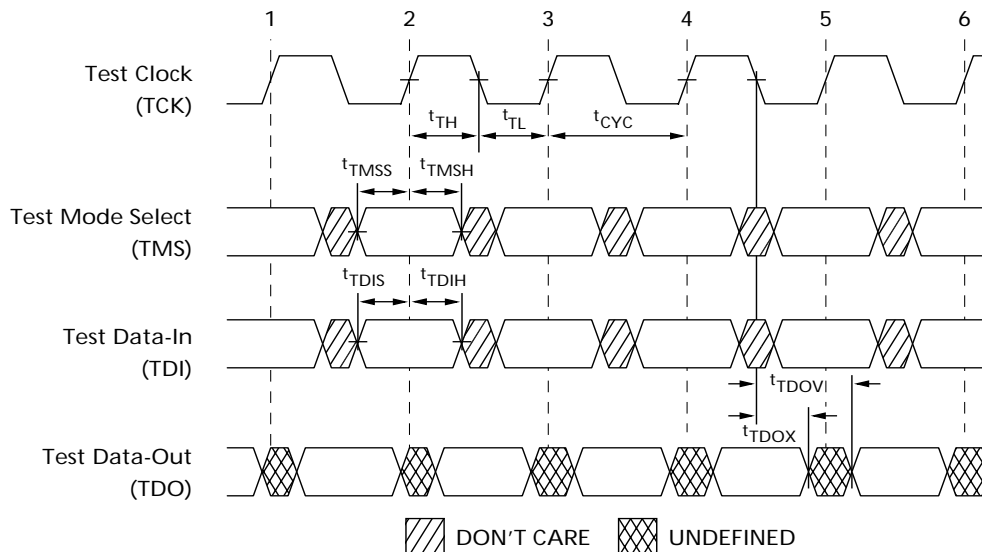 1 2 3 4 5 6
Test Clock
(TCK)
tTH tTL tCYC
tTMSS tTMSH
Test Mode Select
(TMS)
tTDIS tTDIH
Test Data-In
(TDI)
tTDOV
tTDOX
Test Data-Out
(TDO)
DON'T CARE UNDEFINED